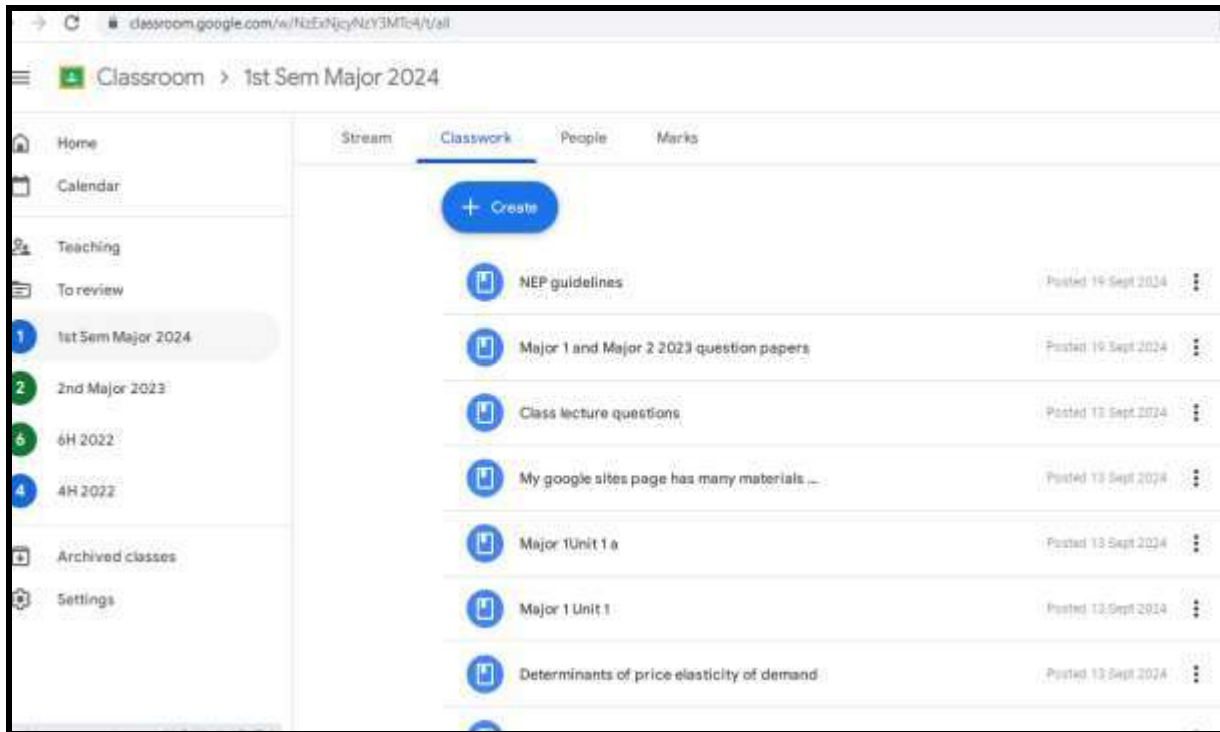 classroom.google.com/w/NzExNjcyNzY3MTc4/t/all
Classroom > 1st Sem Major 2024
Home
Calendar
Teaching
To review
1 1st Sem Major 2024
2 2nd Major 2023
6 6H 2022
4 4H 2022
Archived classes
Settings
Stream Classwork People Marks
+ Create
NEP guidelines Posted 19 Sept 2024
Major 1 and Major 2 2023 question papers Posted 19 Sept 2024
Class lecture questions Posted 13 Sept 2024
My google sites page has many materials ... Posted 13 Sept 2024
Major 1Unit 1 a Posted 13 Sept 2024
Major 1 Unit 1 Posted 13 Sept 2024
Determinants of price elasticity of demand Posted 13 Sept 2024